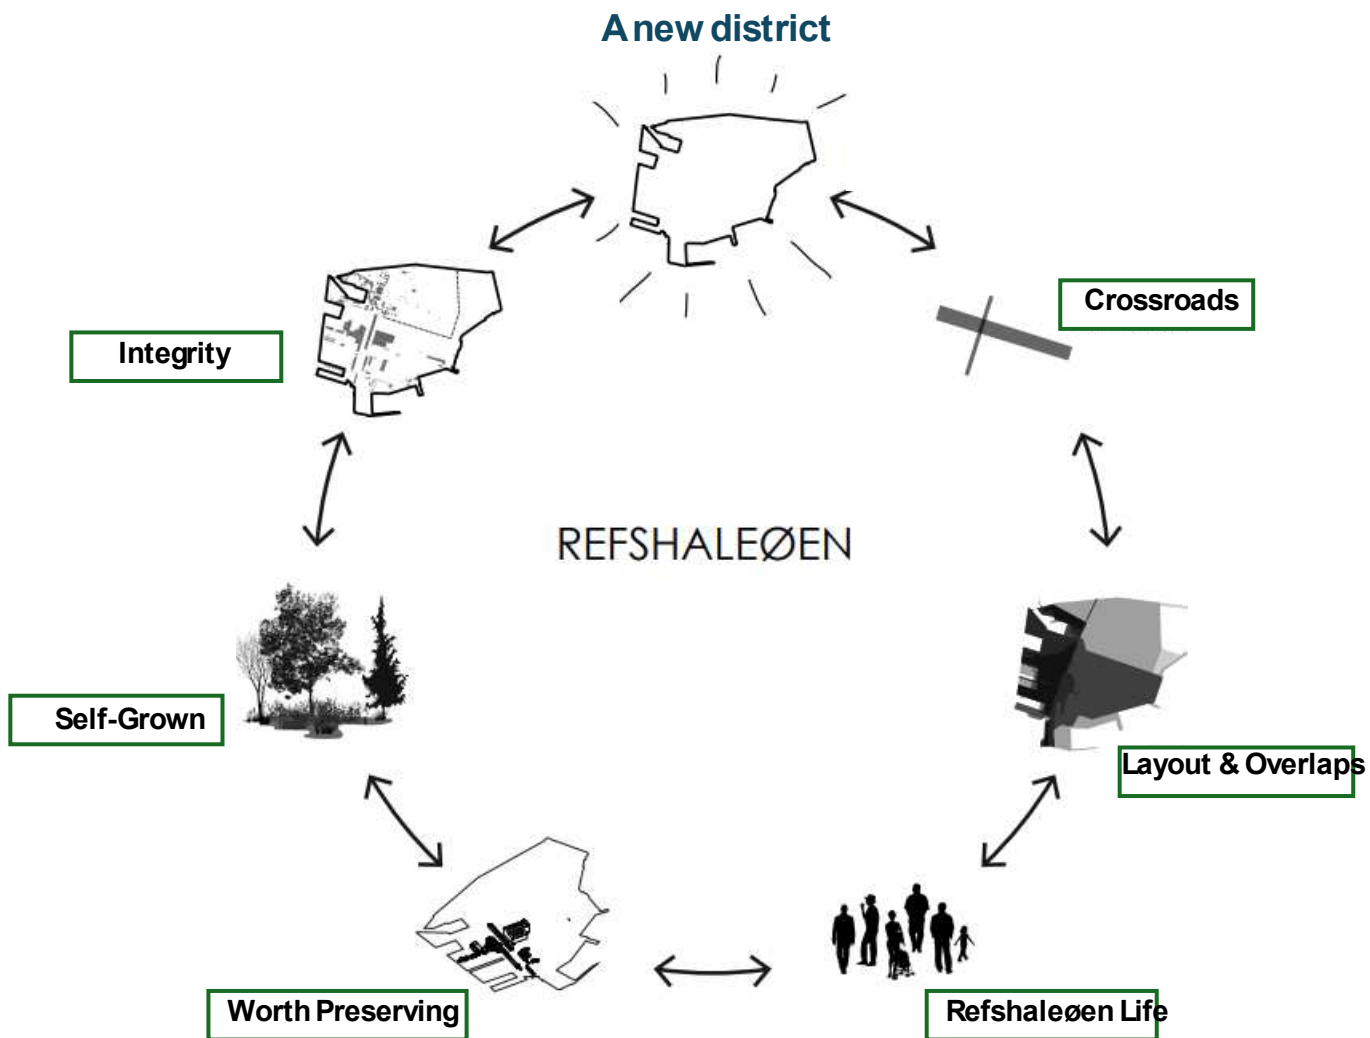 A new district
Crossroads
Integrity
REFSHALEØEN
Self-Grown
Layout & Overlaps
Worth Preserving
Refshaleøen Life